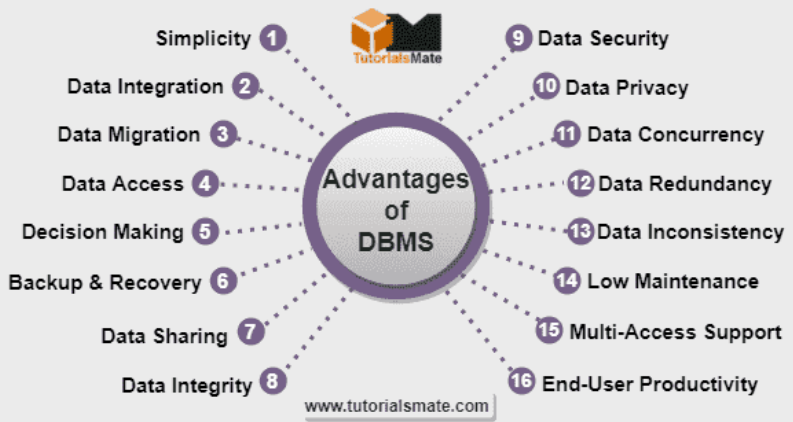 TutorialsMate
Simplicity 1
Data Integration 2
Data Migration 3
Data Access 4
Decision Making 5
Backup & Recovery 6
Data Sharing 7
Data Integrity 8
Advantages
of
DBMS
9 Data Security
10 Data Privacy
11 Data Concurrency
12 Data Redundancy
13 Data Inconsistency
14 Low Maintenance
15 Multi-Access Support
16 End-User Productivity
www.tutorialsmate.com